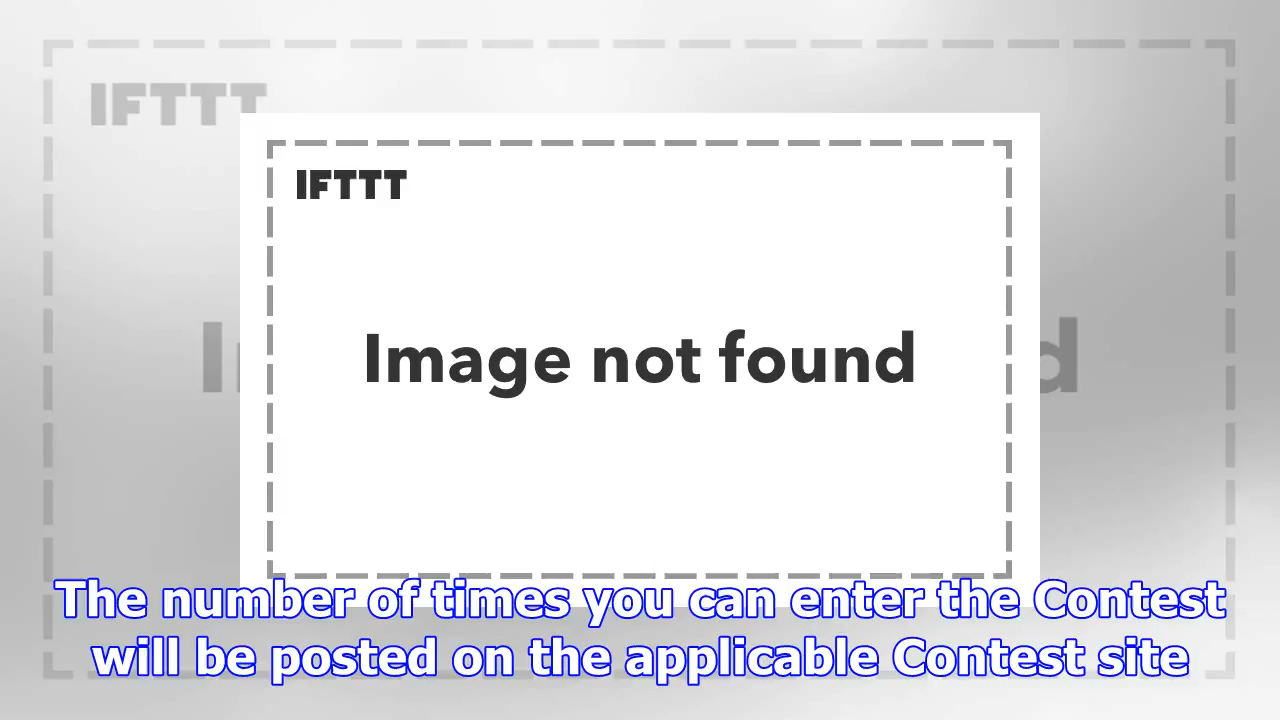 IFTTT
IFTTT
Image not found
The number of times you can enter the Contest
will be posted on the applicable Contest site